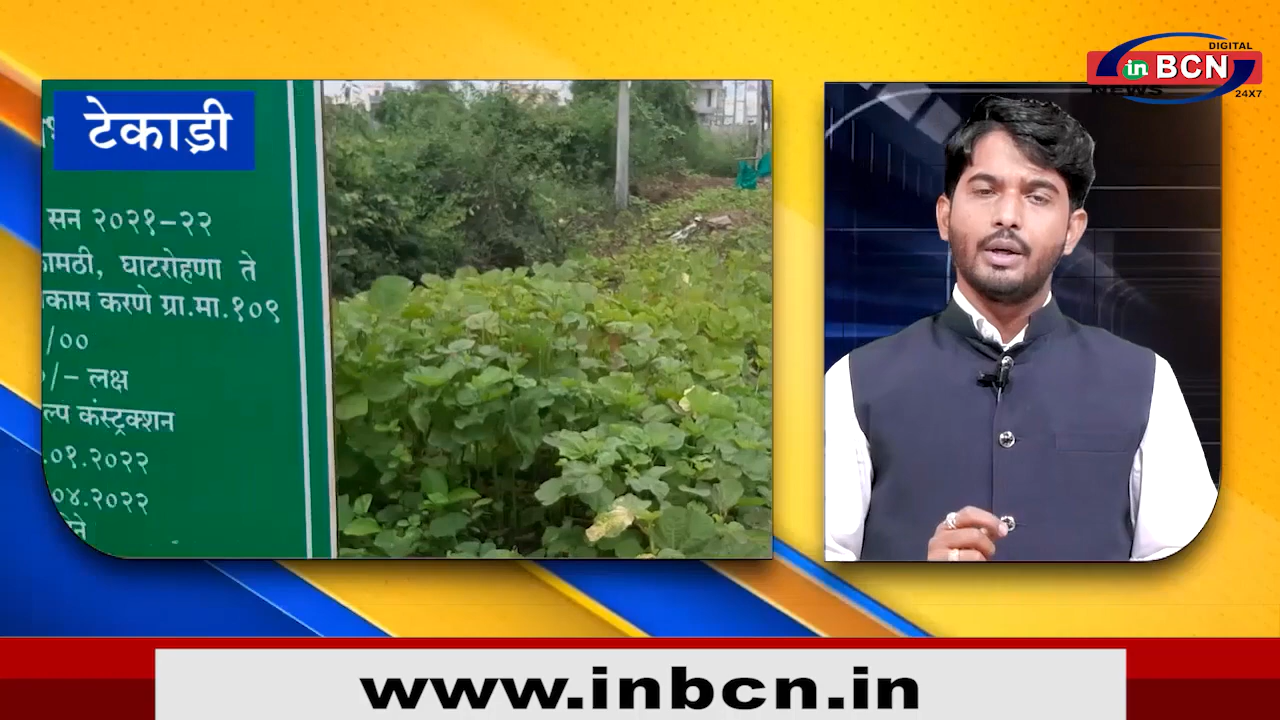 DIGITAL
in BCN
NEWS
24X7
टेकाडी
सन २०२१-२२
घाटरोहणा ते
करणे ग्रा.मा.१०९
/००
/- लक्ष
कंस्ट्रक्शन
.०१.२०२२
०४.२०२२
www.inbcn.in